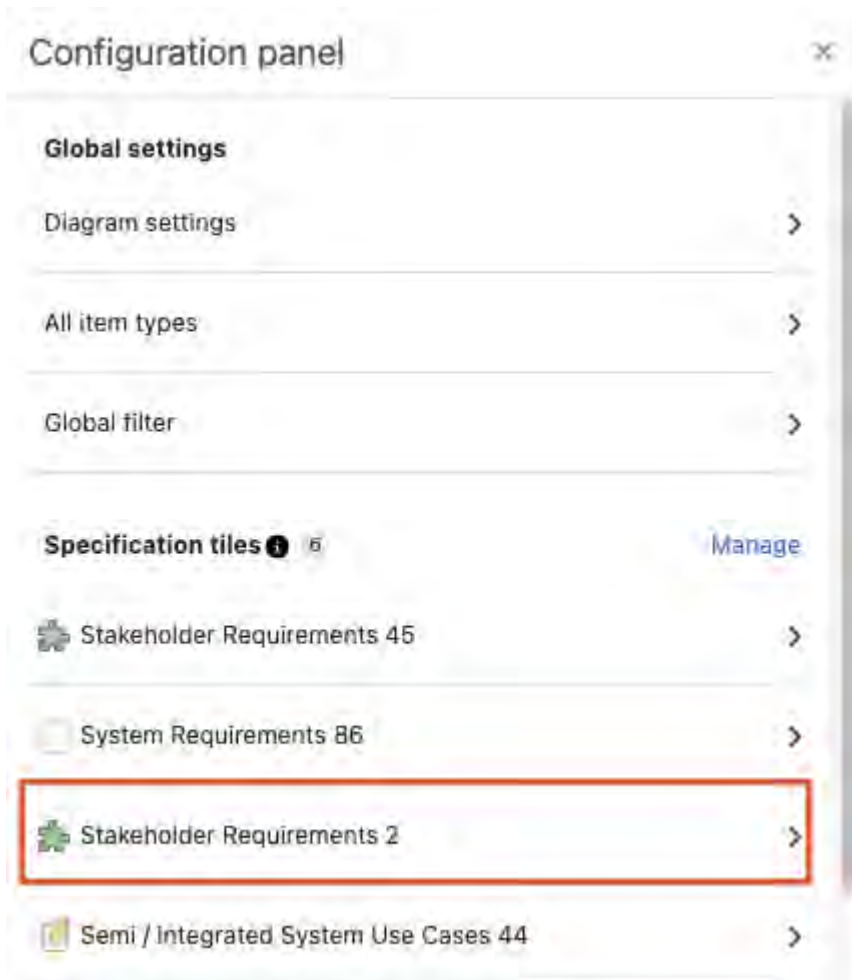 Configuration panel
Global settings
Diagram settings
All item types
Global filter
Specification tiles 6 Manage
Stakeholder Requirements 45
System Requirements 86
Stakeholder Requirements 2
Semi / Integrated System Use Cases 44